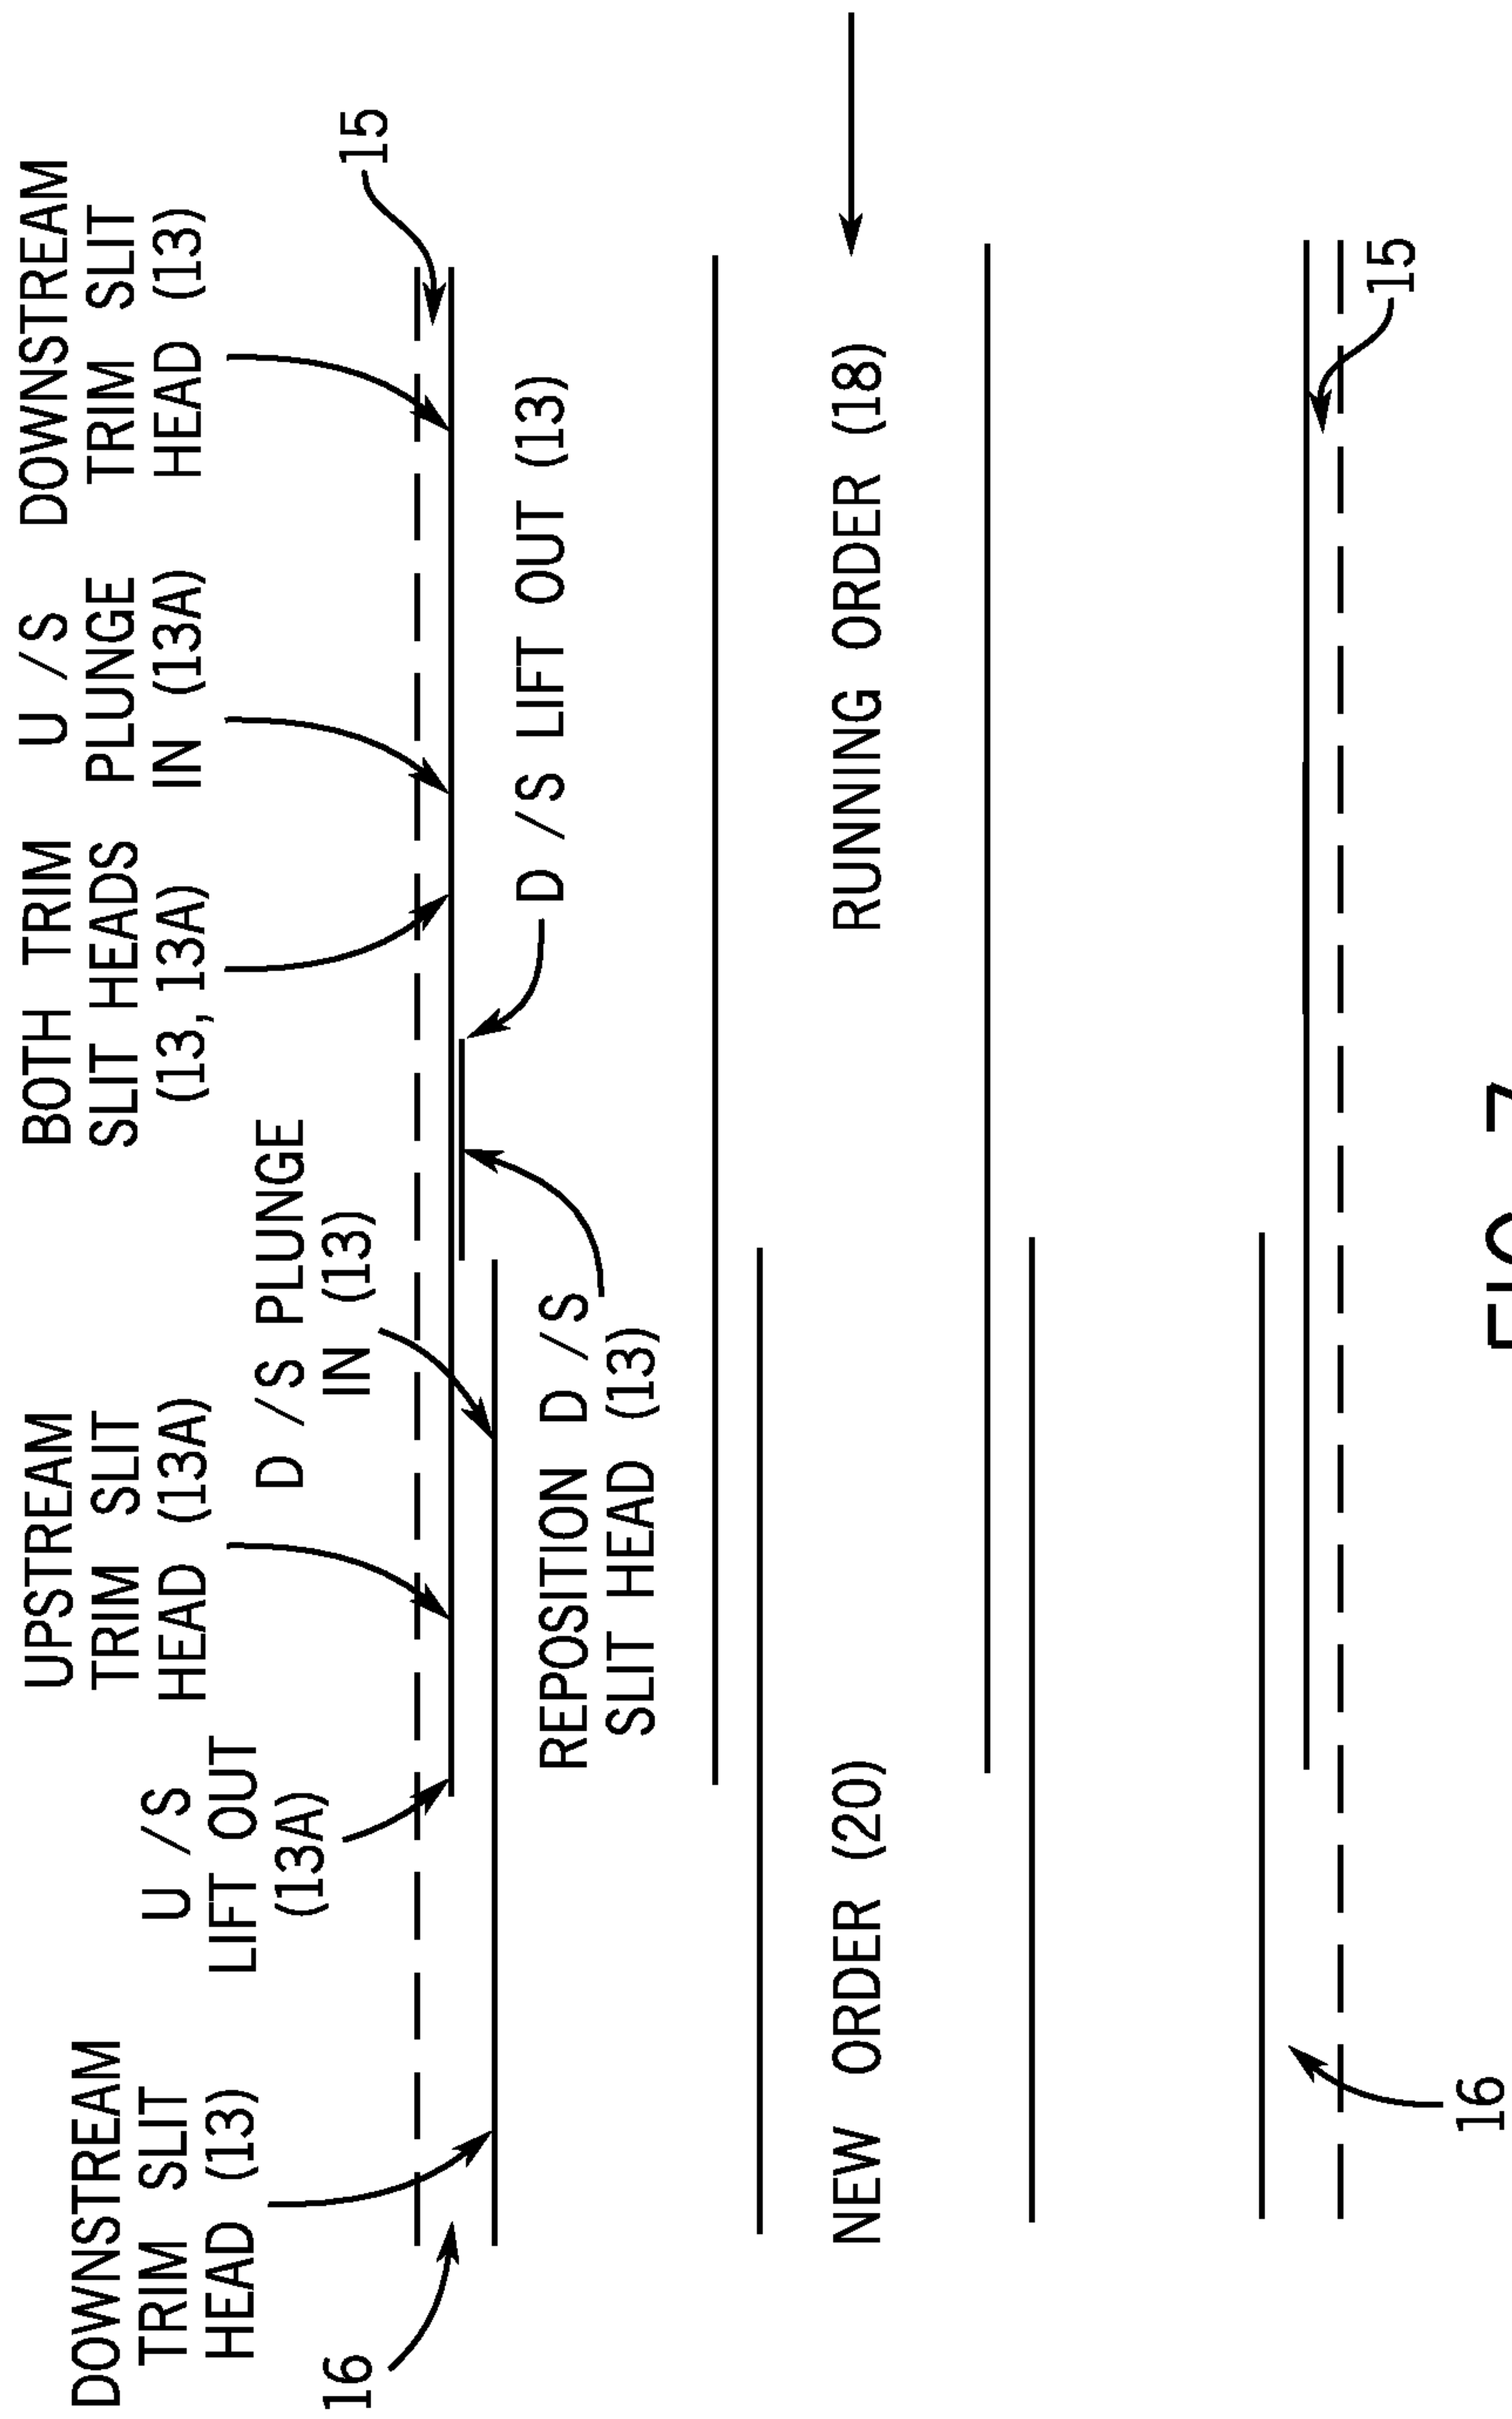 DOWNSTREAM
TRIM SLIT
HEAD (13)
16
U /S
LIFT OUT
(13A)
UPSTREAM
TRIM SLIT
HEAD (13A)
D /S PLUNGE
IN (13)
BOTH TRIM
SLIT HEADS
(13, 13A)
U /S
PLUNGE
IN (13A)
DOWNSTREAM
TRIM SLIT
HEAD (13)
15
REPOSITION D /S
SLIT HEAD (13)
D /S LIFT OUT (13)
NEW ORDER (20)
RUNNING ORDER (18)
16
15